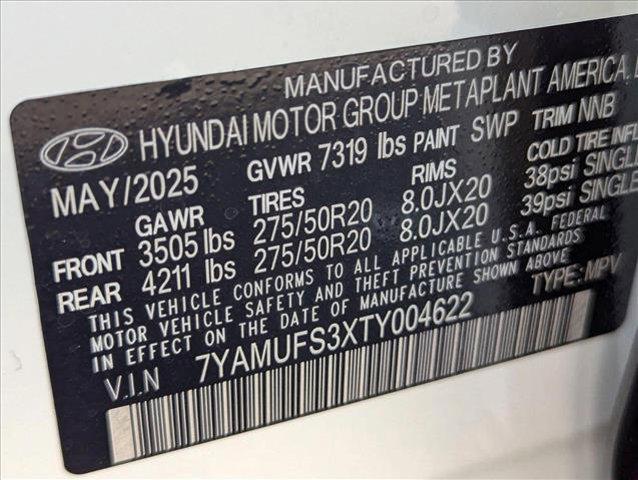 MANUFACTURED BY
HYUNDAI MOTOR GROUP METAPLANT AMERICA,
MAY/2025 GVWR 7319 lbs PAINT SWP TRIM NNB
GAWR TIRES RIMS COLD TIRE INF
FRONT 3505 lbs 275/50R20 8.0JX20 38psi SINGL
REAR 4211 lbs 275/50R20 8.0JX20 39psi SINGLE
THIS VEHICLE CONFORMS TO ALL APPLICABLE U.S.A. FEDERAL
MOTOR VEHICLE SAFETY AND THEFT PREVENTION STANDARDS
IN EFFECT ON THE DATE OF MANUFACTURE SHOWN ABOVE
V.I.N 7YAMUFS3XTY004622 TYPE: MPV